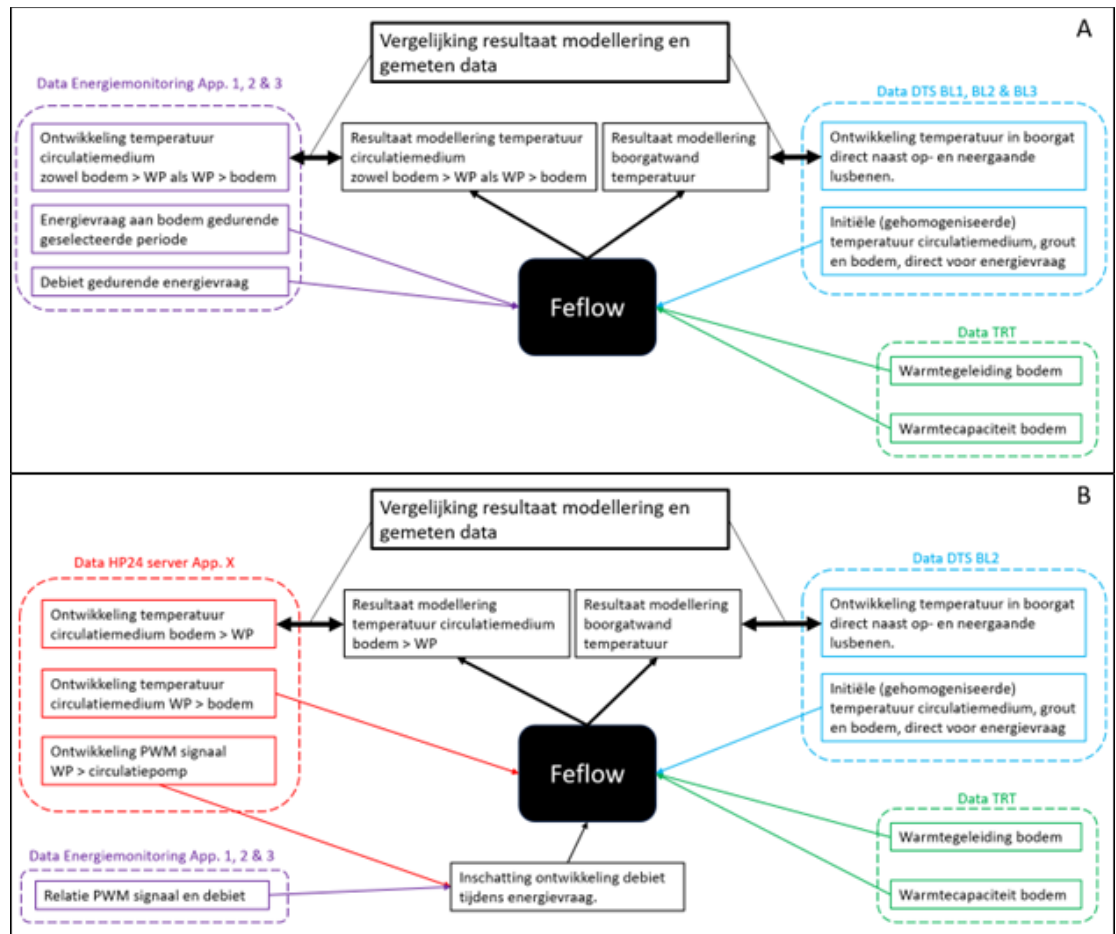 A
Vergelijking resultaat modellering en
gemeten data
Data Energiemonitoring App. 1, 2 & 3
Ontwikkeling temperatuur
circulatiemedium
zowel bodem > WP als WP > bodem
Energievraag aan bodem gedurende
geselecteerde periode
Debiet gedurende energievraag
Resultaat modellering temperatuur
circulatiemedium
zowel bodem > WP als WP > bodem
Resultaat modellering
boorgatwand
temperatuur
Data DTS BL1, BL2 & BL3
Ontwikkeling temperatuur in boorgat
direct naast op- en neergaande
lusbenen.
Initiële (gehomogeniseerde)
temperatuur circulatiemedium, grout
en bodem, direct voor energievraag
Feflow
Data TRT
Warmtegeleiding bodem
Warmtecapaciteit bodem
B
Vergelijking resultaat modellering en
gemeten data
Data HP24 server App. X
Ontwikkeling temperatuur
circulatiemedium bodem > WP
Ontwikkeling temperatuur
circulatiemedium WP > bodem
Ontwikkeling PWM signaal
WP > circulatiepomp
Resultaat modellering
temperatuur circulatiemedium
bodem > WP
Resultaat modellering
boorgatwand
temperatuur
Data DTS BL2
Ontwikkeling temperatuur in boorgat
direct naast op- en neergaande
lusbenen.
Initiële (gehomogeniseerde)
temperatuur circulatiemedium, grout
en bodem, direct voor energievraag
Feflow
Data TRT
Warmtegeleiding bodem
Warmtecapaciteit bodem
Data Energiemonitoring App. 1, 2 & 3
Relatie PWM signaal en debiet
Inschatting ontwikkeling debiet
tijdens energievraag.